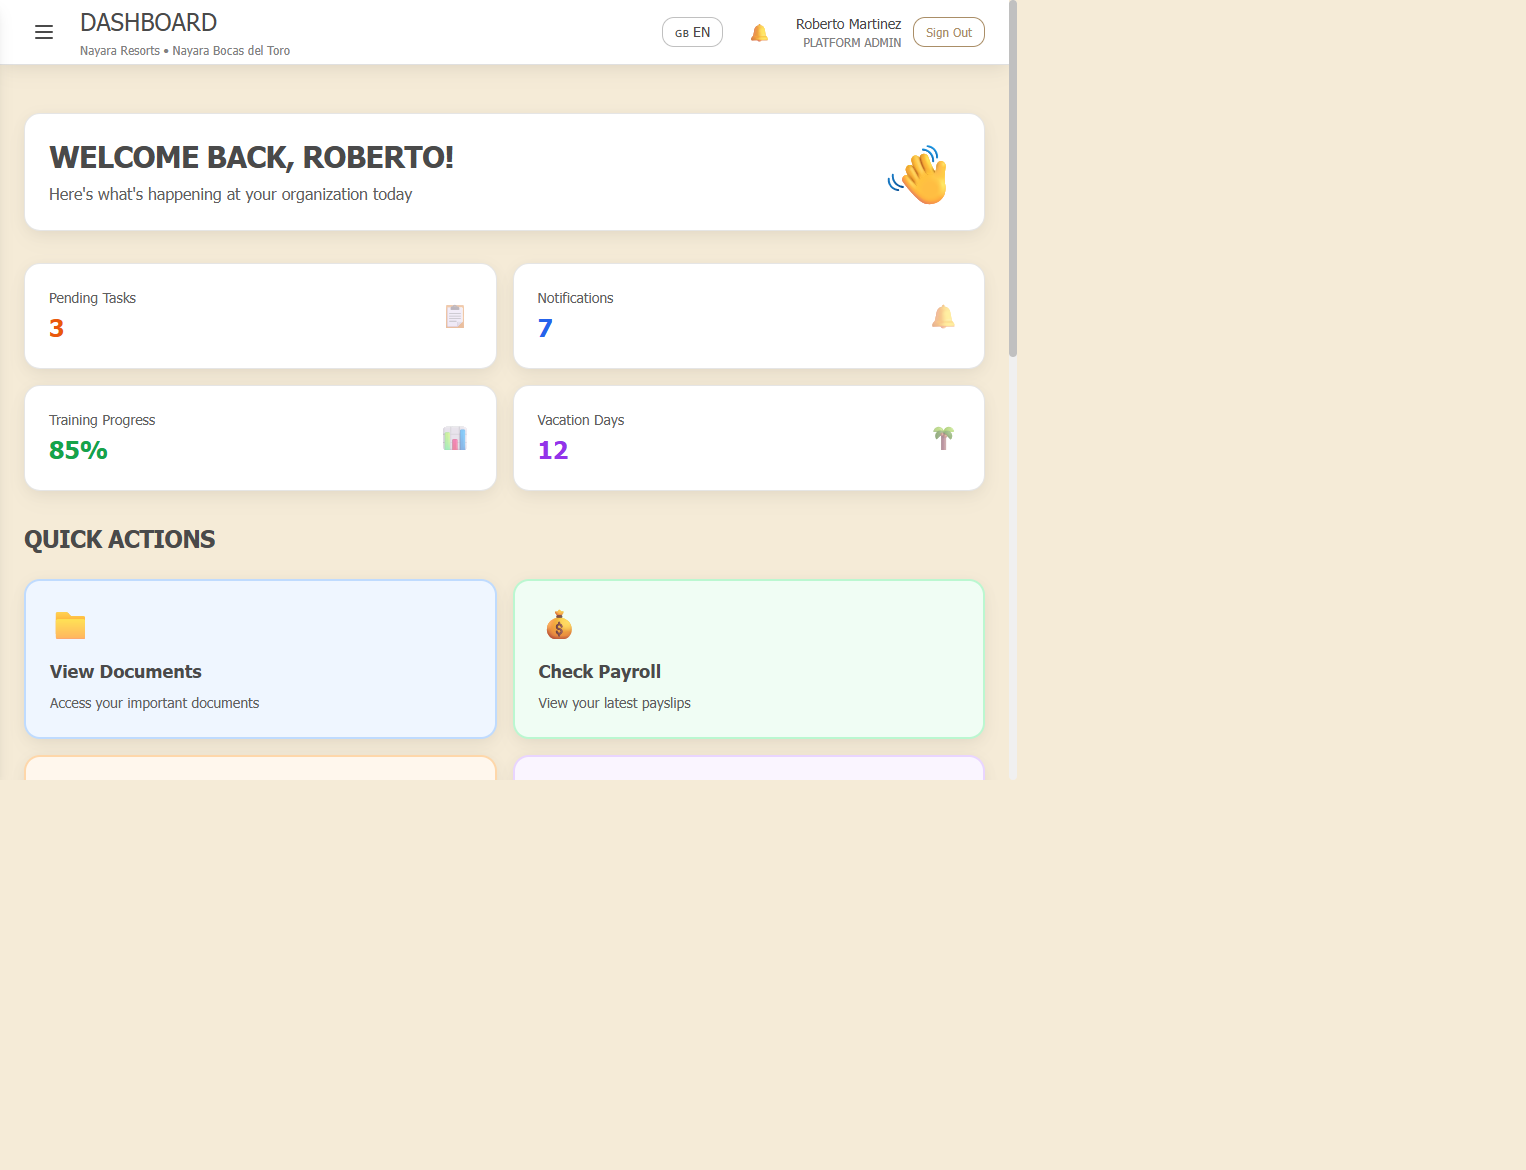 DASHBOARD
Nayara Resorts • Nayara Bocas del Toro
GB EN
Roberto Martinez
PLATFORM ADMIN
Sign Out
WELCOME BACK, ROBERTO!
Here's what's happening at your organization today
Pending Tasks
3
Notifications
7
Training Progress
85%
Vacation Days
12
QUICK ACTIONS
View Documents
Access your important documents
Check Payroll
View your latest payslips